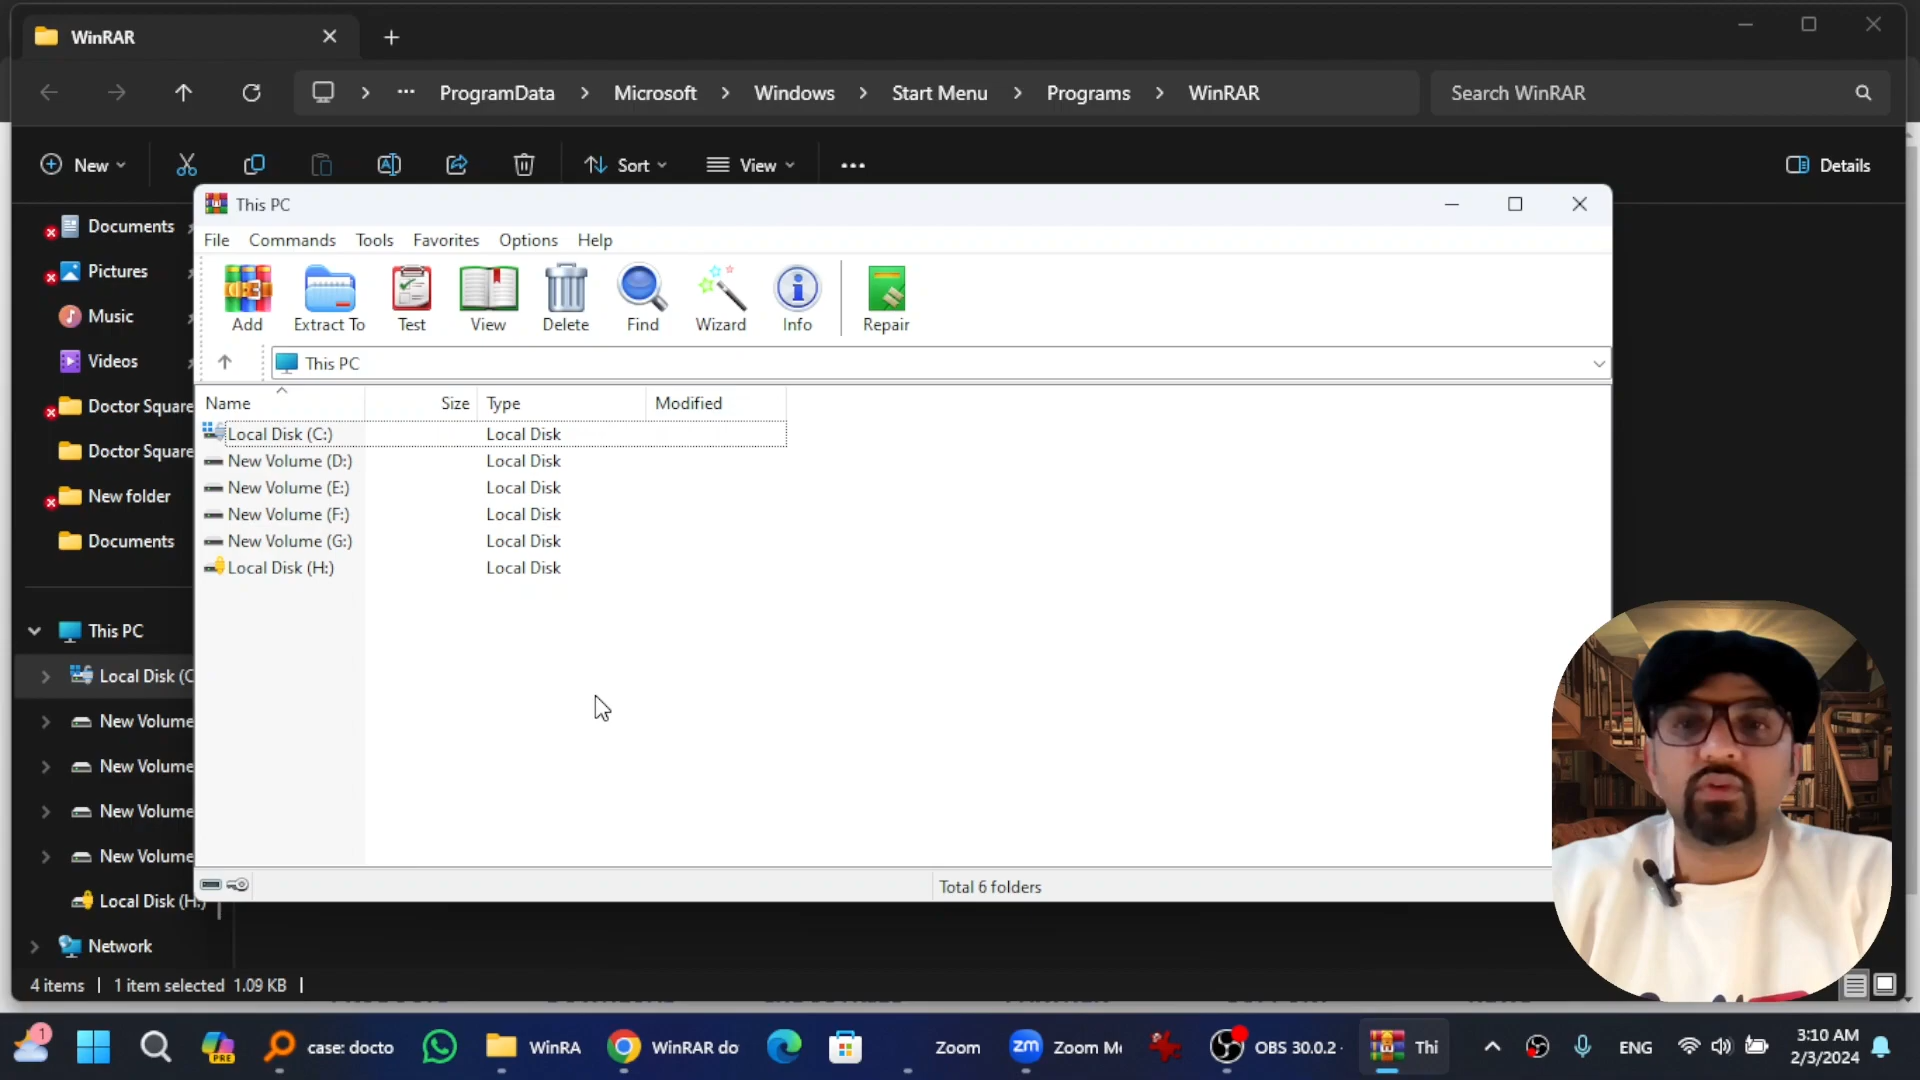 WinRAR
ProgramData > Microsoft > Windows > Start Menu > Programs > WinRAR
Search WinRAR
New
Sort
View
Details
Documents
Pictures
Music
Videos
Doctor Square
Doctor Square
New folder
Documents
This PC
Local Disk (C
New Volume
New Volume
New Volume
New Volume
Local Disk (H:)
Network
4 items | 1 item selected 1.09 KB |
This PC
File Commands Tools Favorites Options Help
Add Extract To Test View Delete Find Wizard Info Repair
This PC
Name Size Type Modified
Local Disk (C:) Local Disk
New Volume (D:) Local Disk
New Volume (E:) Local Disk
New Volume (F:) Local Disk
New Volume (G:) Local Disk
Local Disk (H:) Local Disk
Total 6 folders
1
PRE
case: docto
WinRA
WinRAR do
Zoom
zm
Zoom M
OBS 30.0.2
Thi
ENG
3:10 AM
2/3/2024